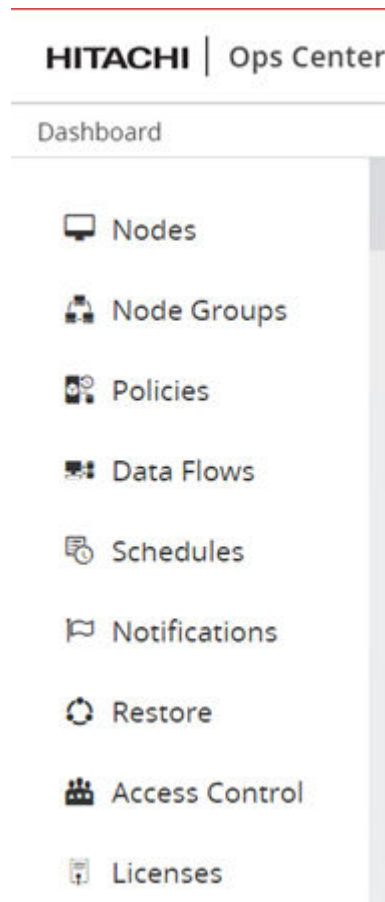 HITACHI | Ops Center
Dashboard
Nodes
Node Groups
Policies
Data Flows
Schedules
Notifications
Restore
Access Control
Licenses